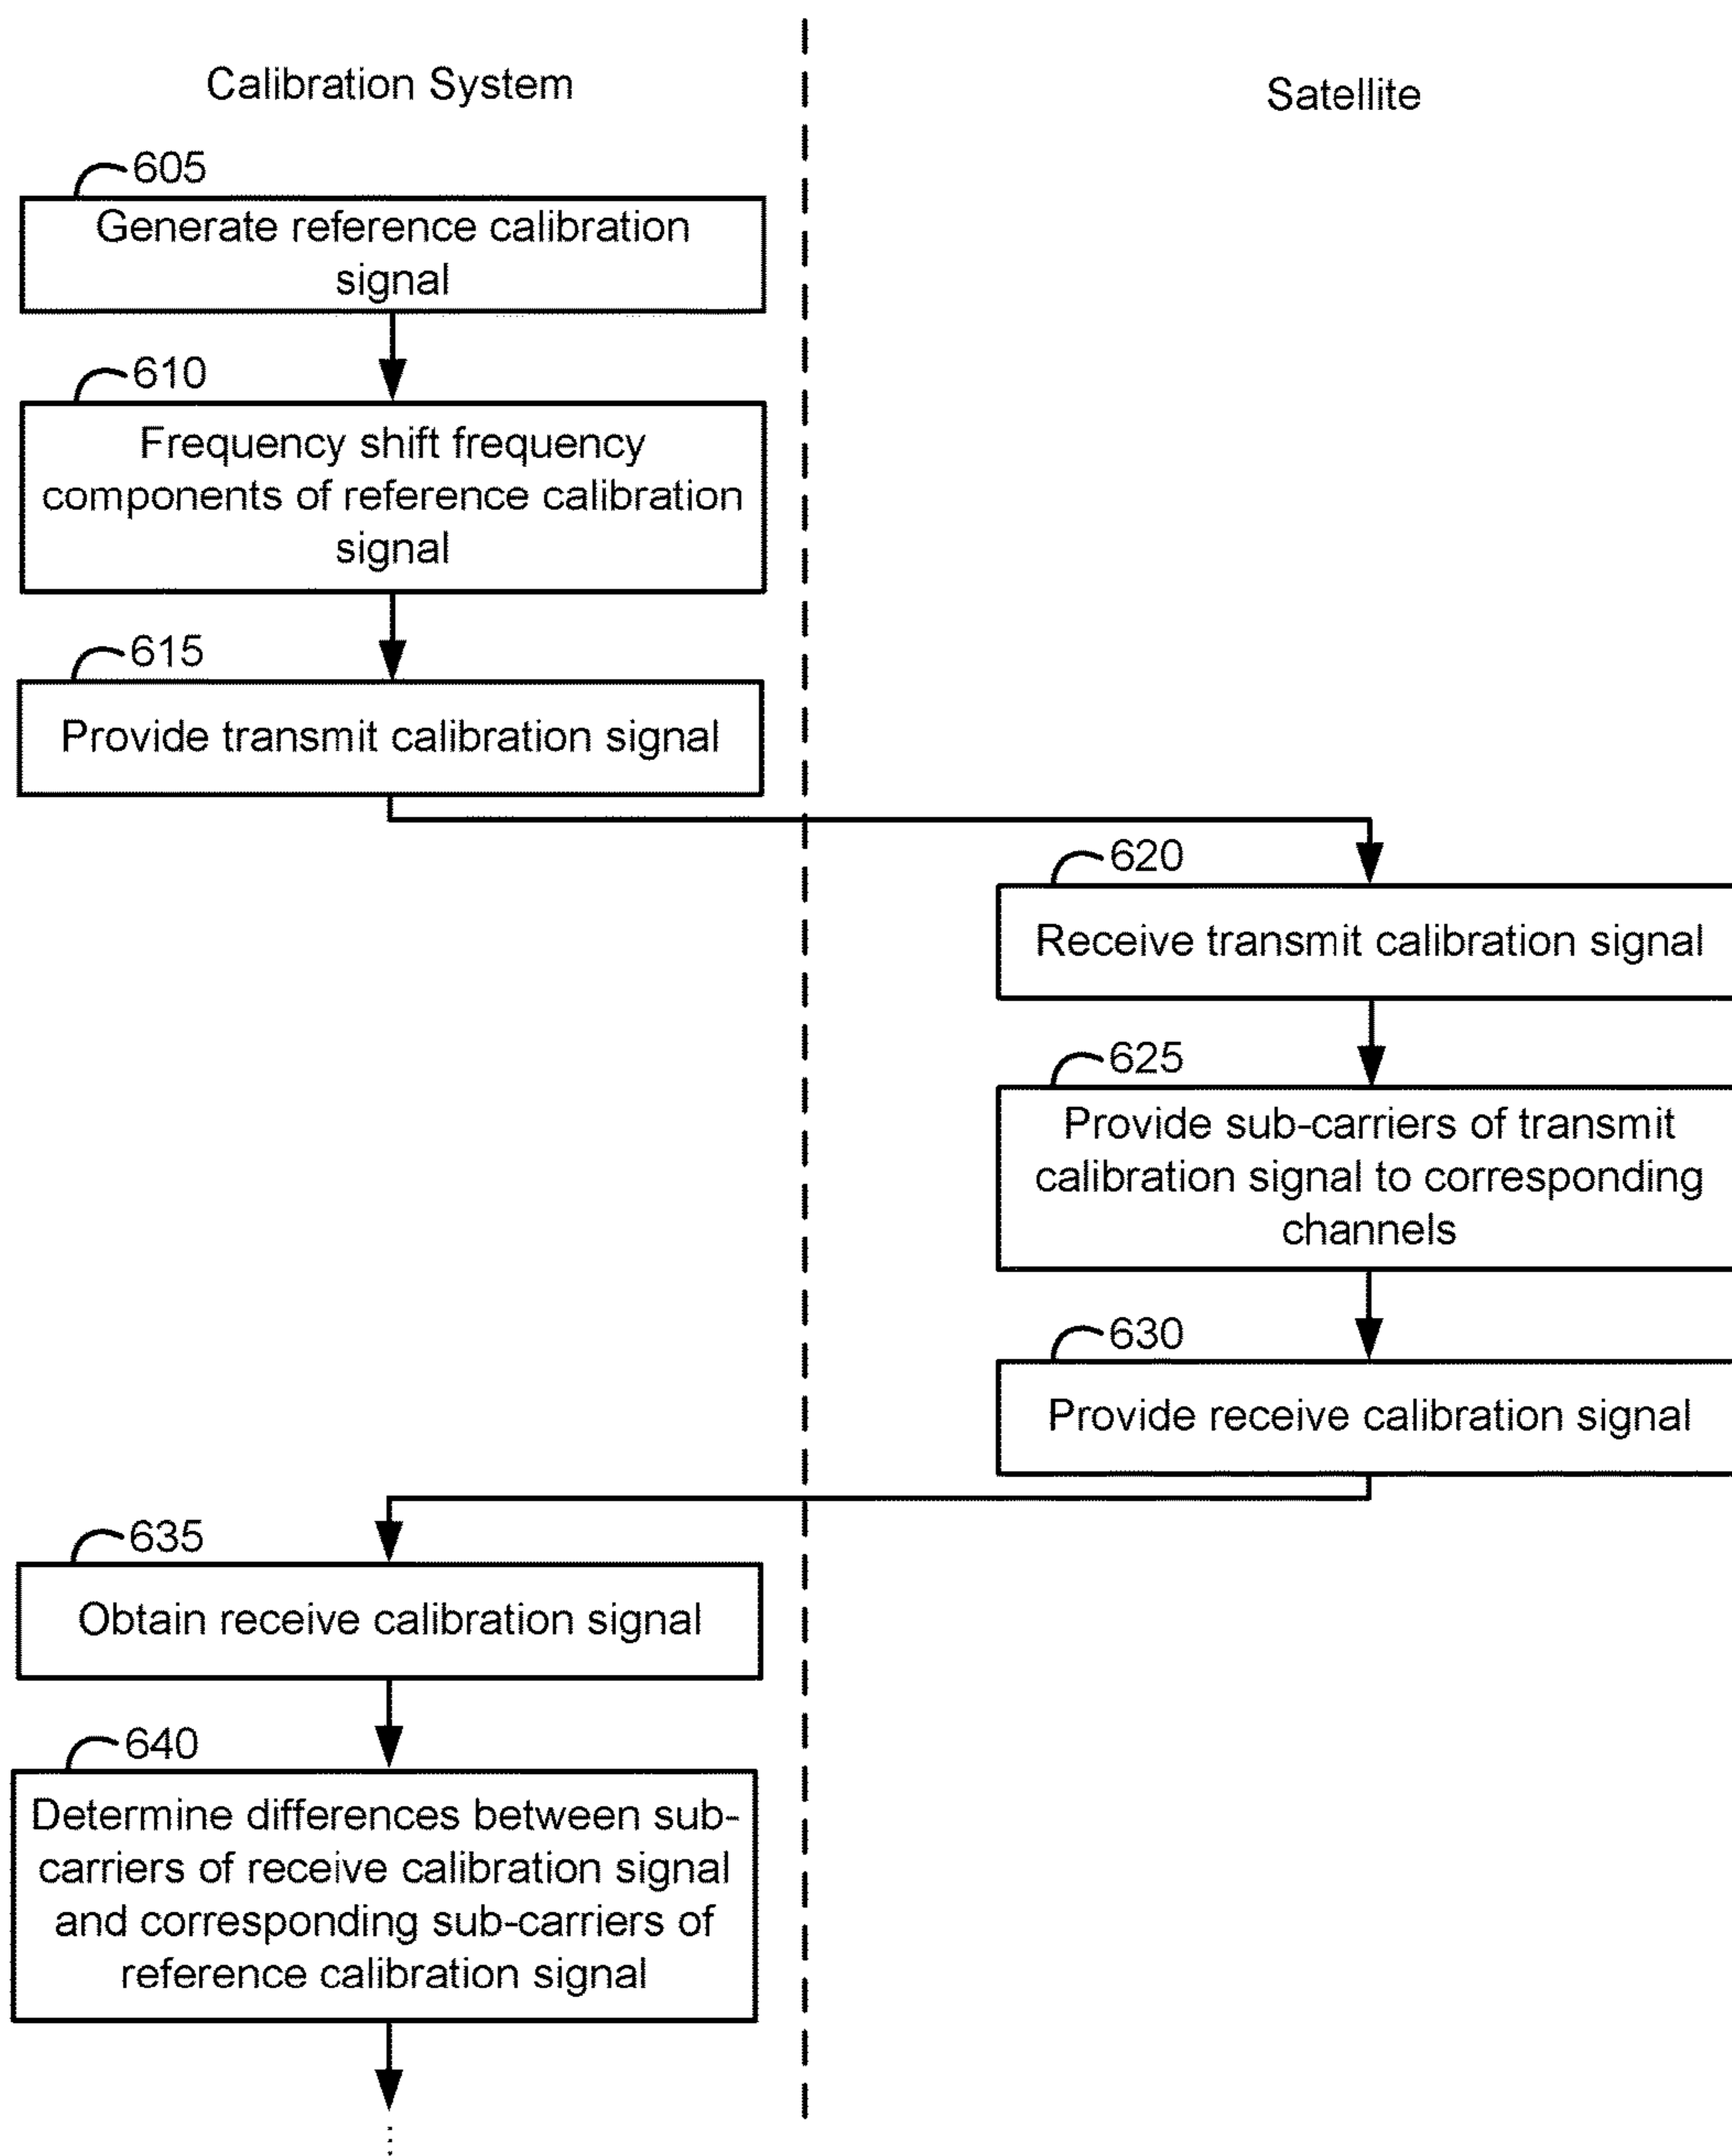 Calibration System
Satellite
605
Generate reference calibration
signal
610
Frequency shift frequency
components of reference calibration
signal
615
Provide transmit calibration signal
620
Receive transmit calibration signal
625
Provide sub-carriers of transmit
calibration signal to corresponding
channels
630
Provide receive calibration signal
635
Obtain receive calibration signal
640
Determine differences between sub-
carriers of receive calibration signal
and corresponding sub-carriers of
reference calibration signal